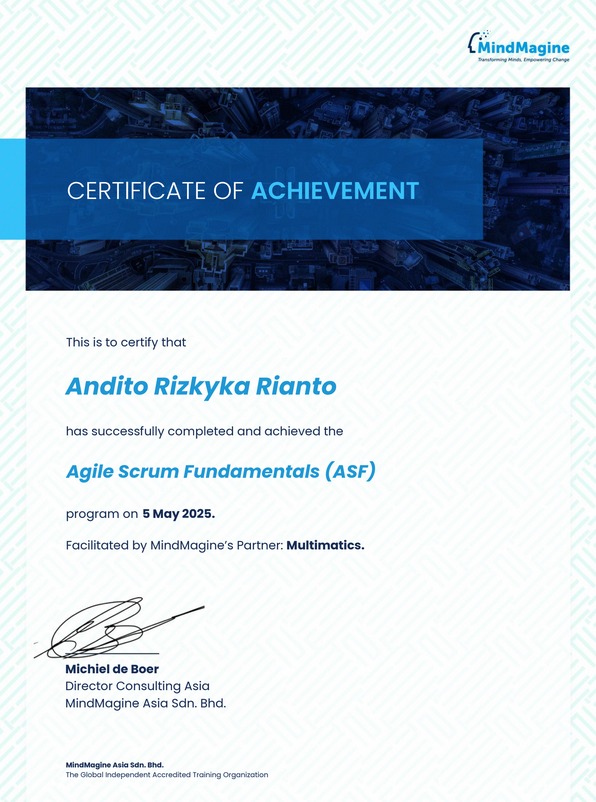 MindMagine
Transforming Minds, Empowering Change
CERTIFICATE OF ACHIEVEMENT
This is to certify that
Andito Rizkyka Rianto
has successfully completed and achieved the
Agile Scrum Fundamentals (ASF)
program on 5 May 2025.
Facilitated by MindMagine’s Partner: Multimatics.
Michiel de Boer
Director Consulting Asia
MindMagine Asia Sdn. Bhd.
MindMagine Asia Sdn. Bhd.
The Global Independent Accredited Training Organization